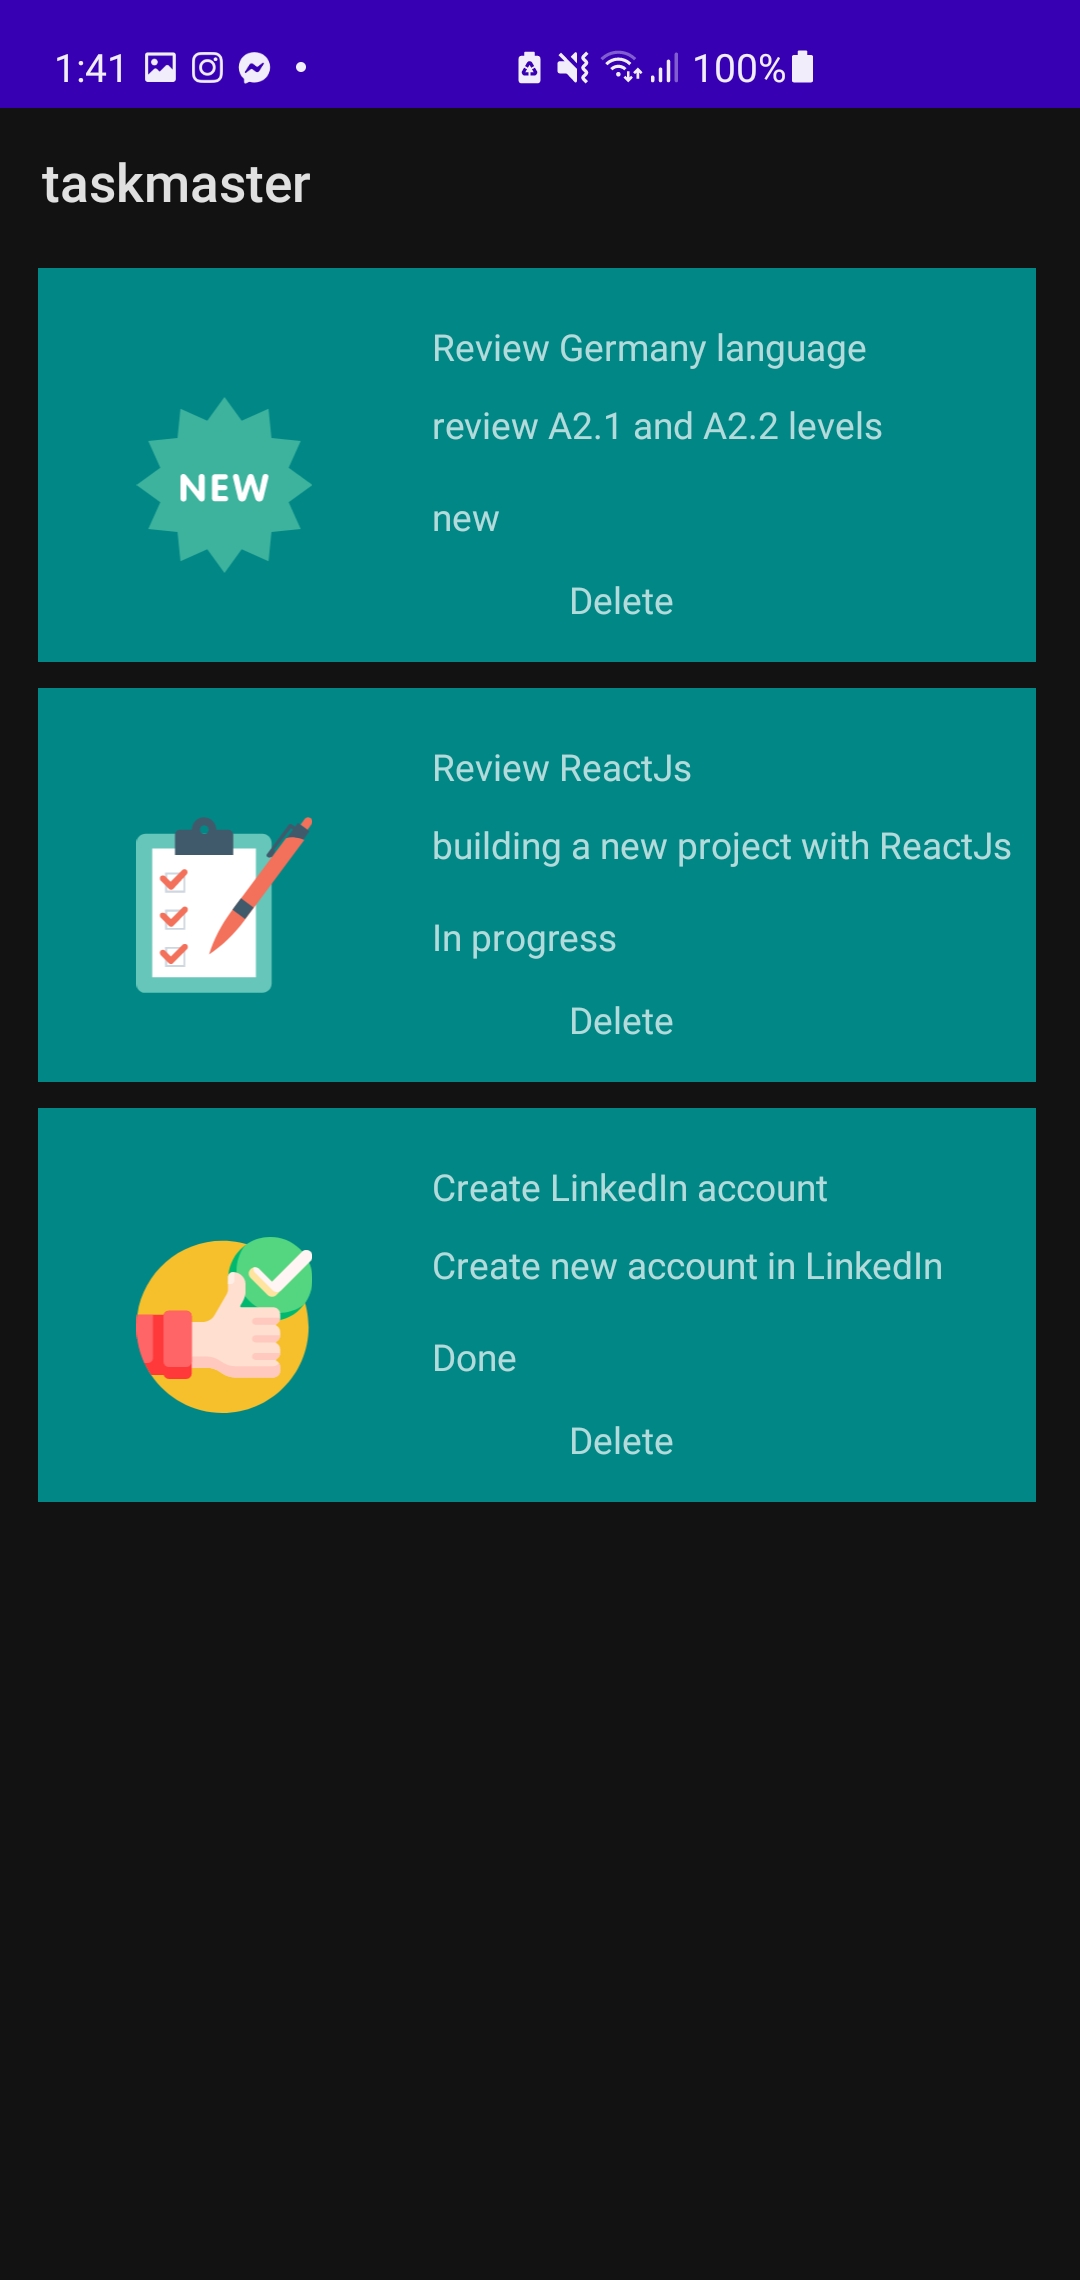 1:41
100%
taskmaster
Review Germany language
review A2.1 and A2.2 levels
NEW
new
Delete
Review ReactJs
building a new project with ReactJs
In progress
Delete
Create LinkedIn account
Create new account in LinkedIn
Done
Delete